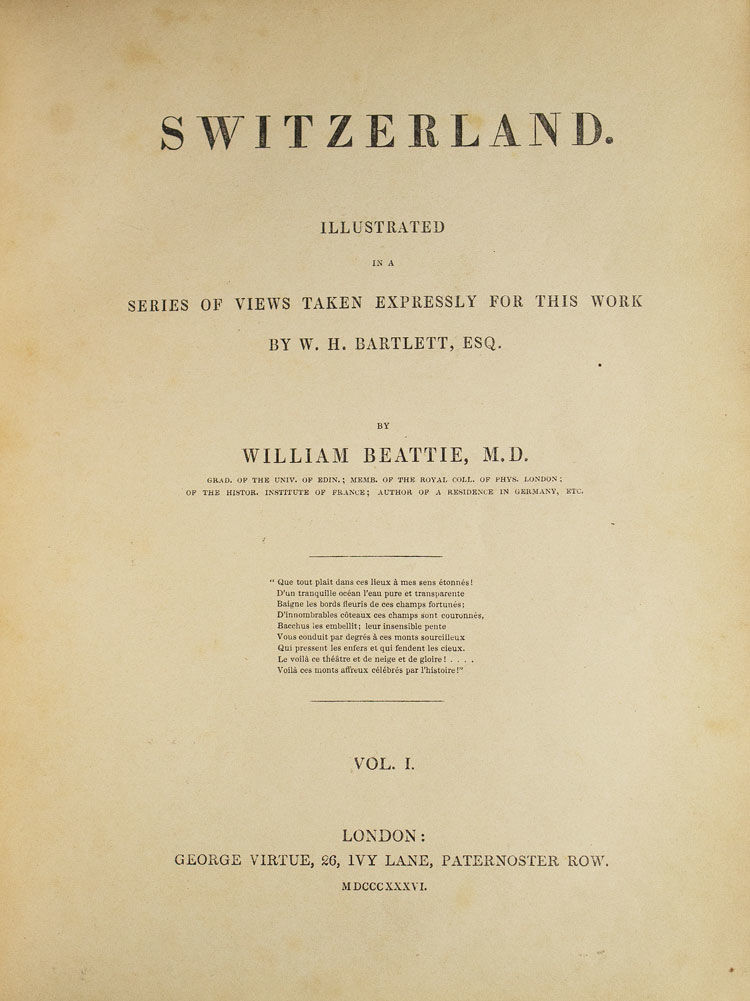 SWITZERLAND.
ILLUSTRATED
IN A
SERIES OF VIEWS TAKEN EXPRESSLY FOR THIS WORK
BY W. H. BARTLETT, ESQ.
BY
WILLIAM BEATTIE, M.D.
GRAD. OF THE UNIV. OF EDIN.; MEMB. OF THE ROYAL COLL. OF PHYS. LONDON;
OF THE HISTOR. INSTITUTE OF FRANCE; AUTHOR OF A RESIDENCE IN GERMANY, ETC.
“ Que tout plait dans ces lieux à mes sens étonnés!
D'un tranquille océan l'eau pure et transparente
Baigne les bords fleuris de ces champs fortunés;
D'innombrables côteaux ces champs sont couronnés,
Bacchus les embellit; leur insensible pente
Vous conduit par degrés à ces monts sourcilleux
Qui pressent les enfers et qui fendent les cieux.
Le voilà ce théâtre et de neige et de gloire! . . . .
Voilà ces monts affreux célébrés par l'histoire!”
VOL. I.
LONDON:
GEORGE VIRTUE, 26, IVY LANE, PATERNOSTER ROW.
MDCCCXXXVI.